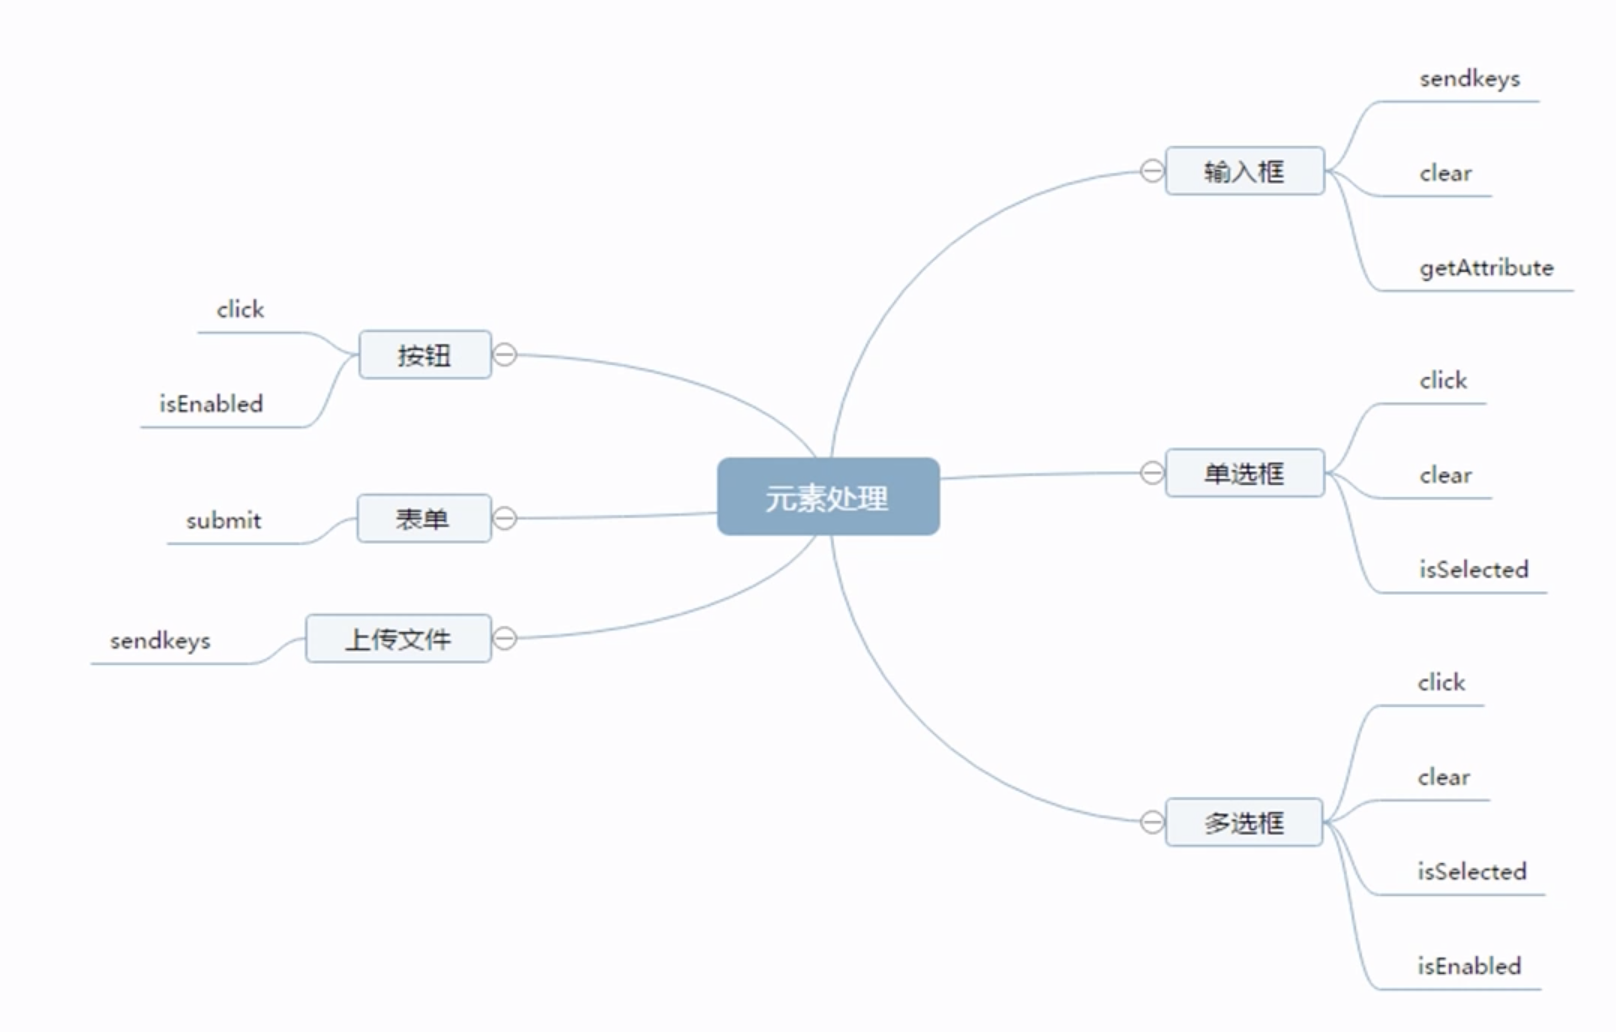 元素处理
输入框
sendkeys
clear
getAttribute
单选框
click
clear
isSelected
多选框
click
clear
isSelected
isEnabled
按钮
click
isEnabled
表单
submit
上传文件
sendkeys